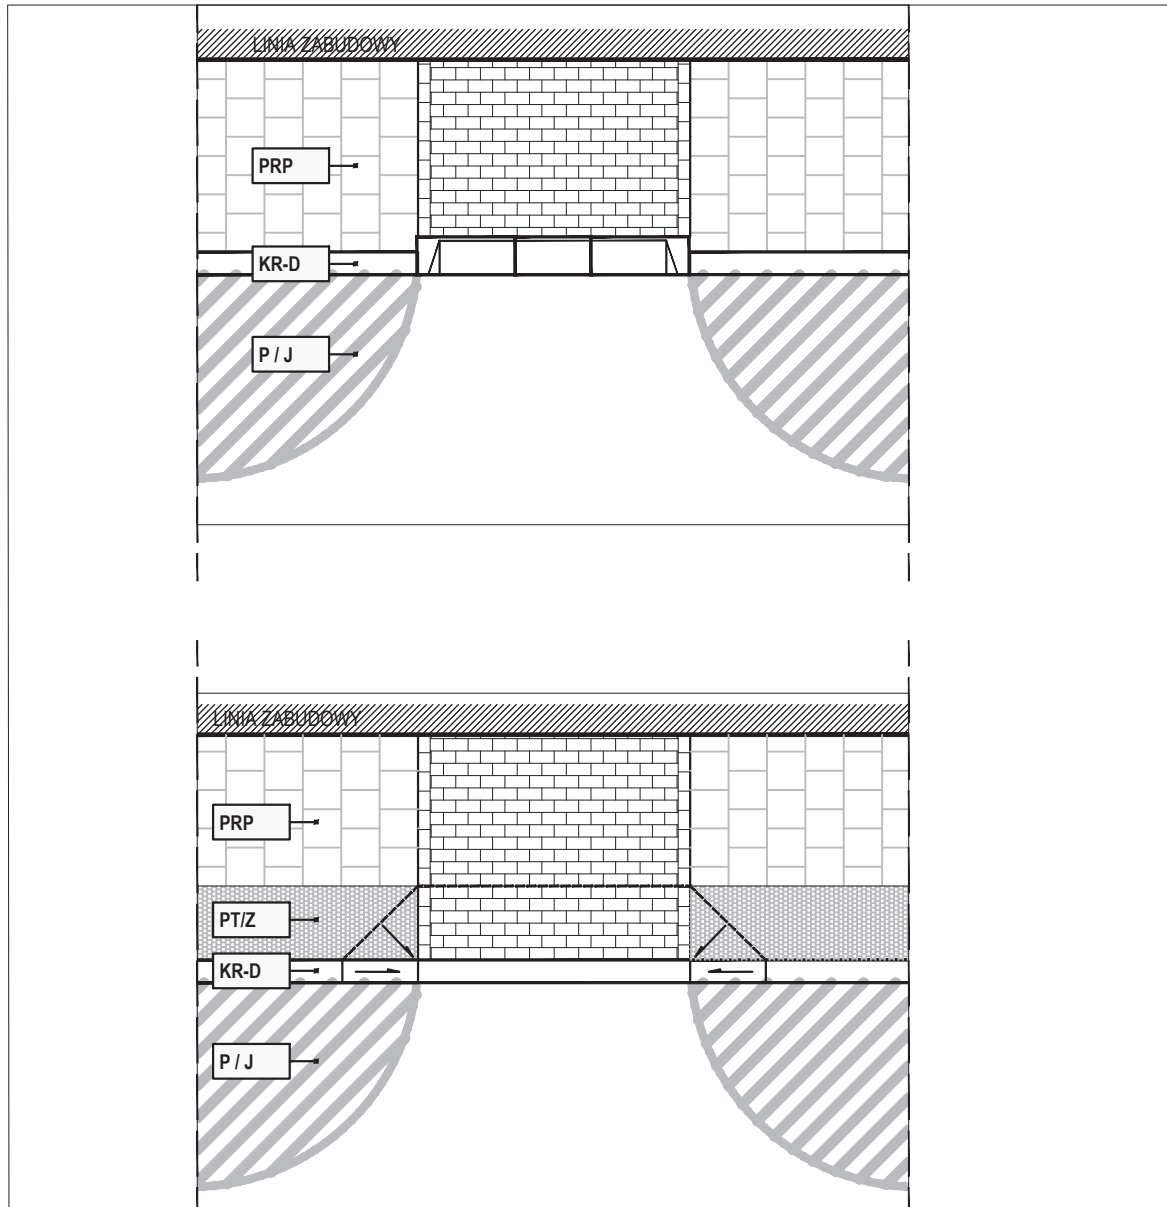 LINIA ZABUDOWY
PRP
KR-D
P / J
LINIA ZABUDOWY
PRP
PT/Z
KR-D
P / J